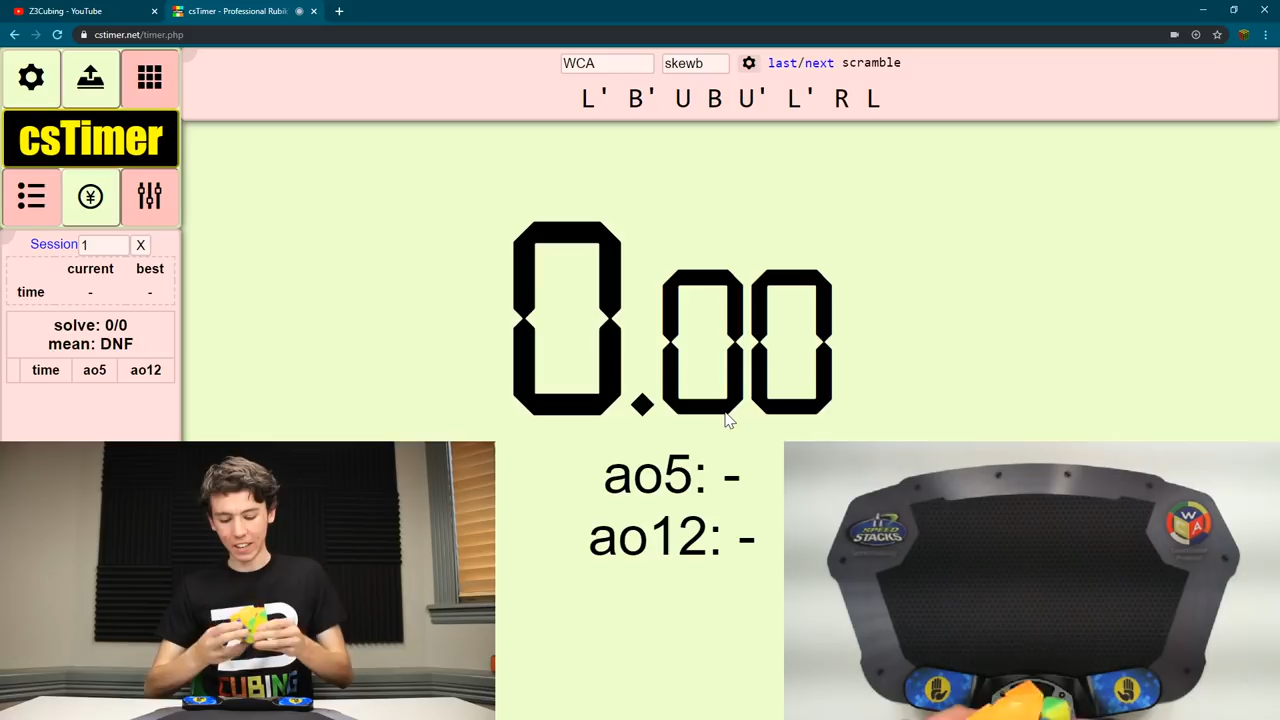 Z3Cubing - YouTube
csTimer - Professional Rubik
cstimer.net/timer.php
WCA
skewb
last/next scramble
L' B' U B U' L' R L
csTimer
Session 1 X
current best
time - -
solve: 0/0
mean: DNF
time ao5 ao12
0.00
ao5: -
ao12: -
CUBING
SPEED
STACKS
W
C A